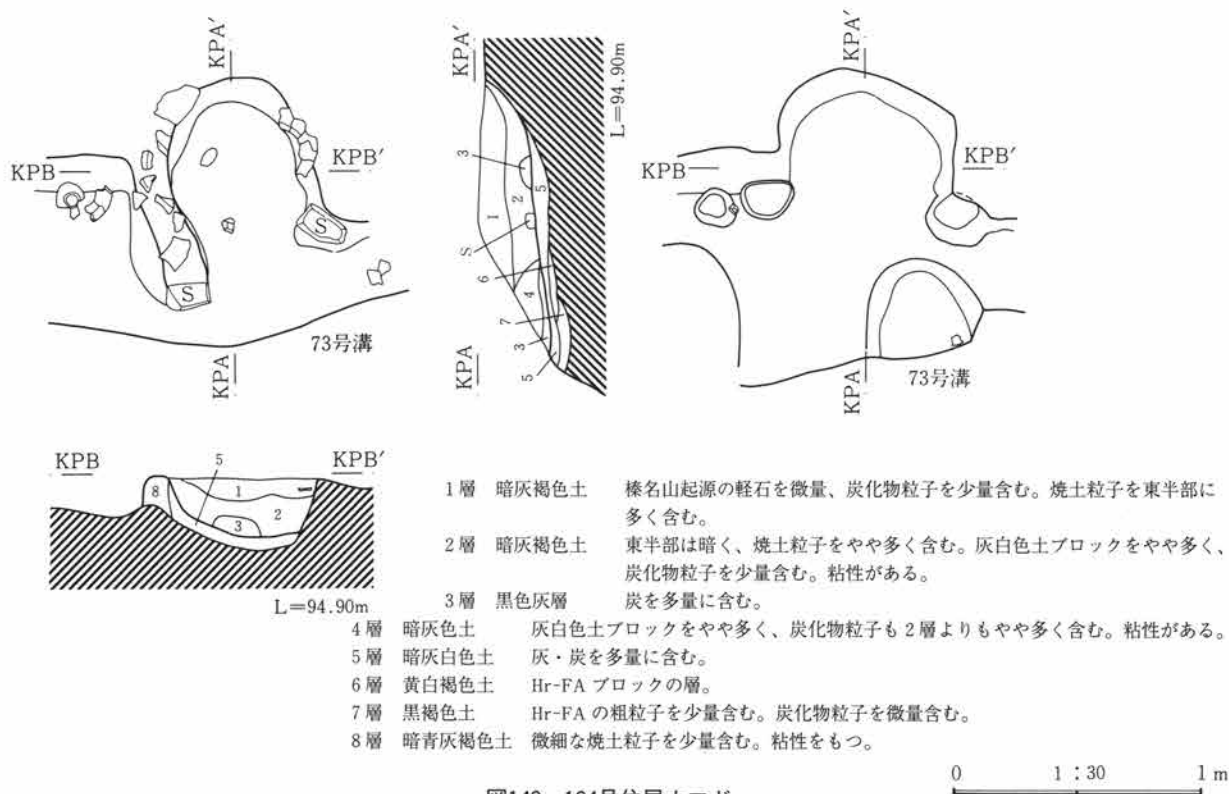 KPA′
KPB
KPB′
S
S
73号溝
KPA
KPA′
L=94.90m
3
1
2
5
S
6
4
7
3
5
KPA
KPA′
KPB
KPB′
KPA
73号溝
KPB
5
KPB′
8
1
2
3
L=94.90m
1層 暗灰褐色土 榛名山起源の軽石を微量、炭化物粒子を少量含む。焼土粒子を東半部に
多く含む。
2層 暗灰褐色土 東半部は暗く、焼土粒子をやや多く含む。灰白色土ブロックをやや多く、
炭化物粒子を少量含む。粘性がある。
3層 黒色灰層 炭を多量に含む。
4層 暗灰色土 灰白色土ブロックをやや多く、炭化物粒子も2層よりもやや多く含む。粘性がある。
5層 暗灰白色土 灰・炭を多量に含む。
6層 黄白褐色土 Hr-FA ブロックの層。
7層 黒褐色土 Hr-FA の粗粒子を少量含む。炭化物粒子を微量含む。
8層 暗青灰褐色土 微細な焼土粒子を少量含む。粘性をもつ。
0 1:30 1m